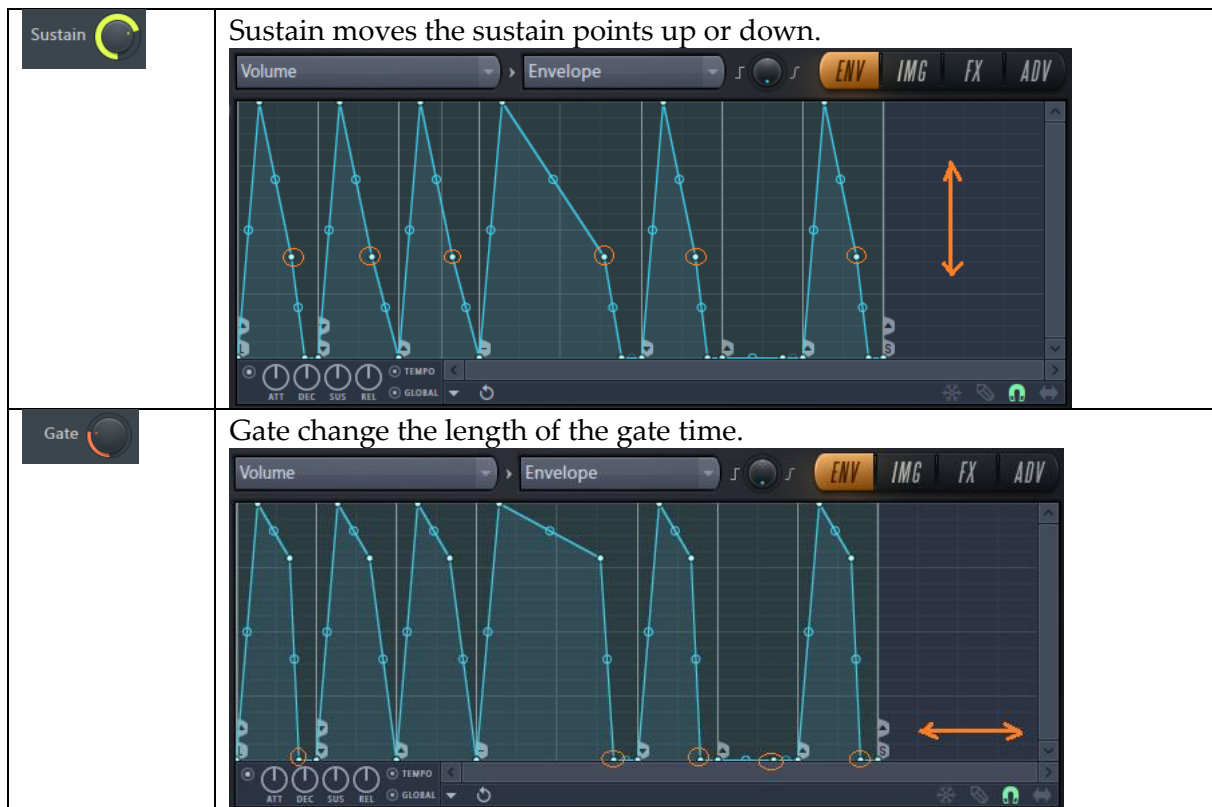 Sustain
Sustain moves the sustain points up or down.
Volume › Envelope ENV IMG FX ADV
L S
ATT DEC SUS REL TEMPO GLOBAL
Gate
Gate change the length of the gate time.
Volume › Envelope ENV IMG FX ADV
L S
ATT DEC SUS REL TEMPO GLOBAL